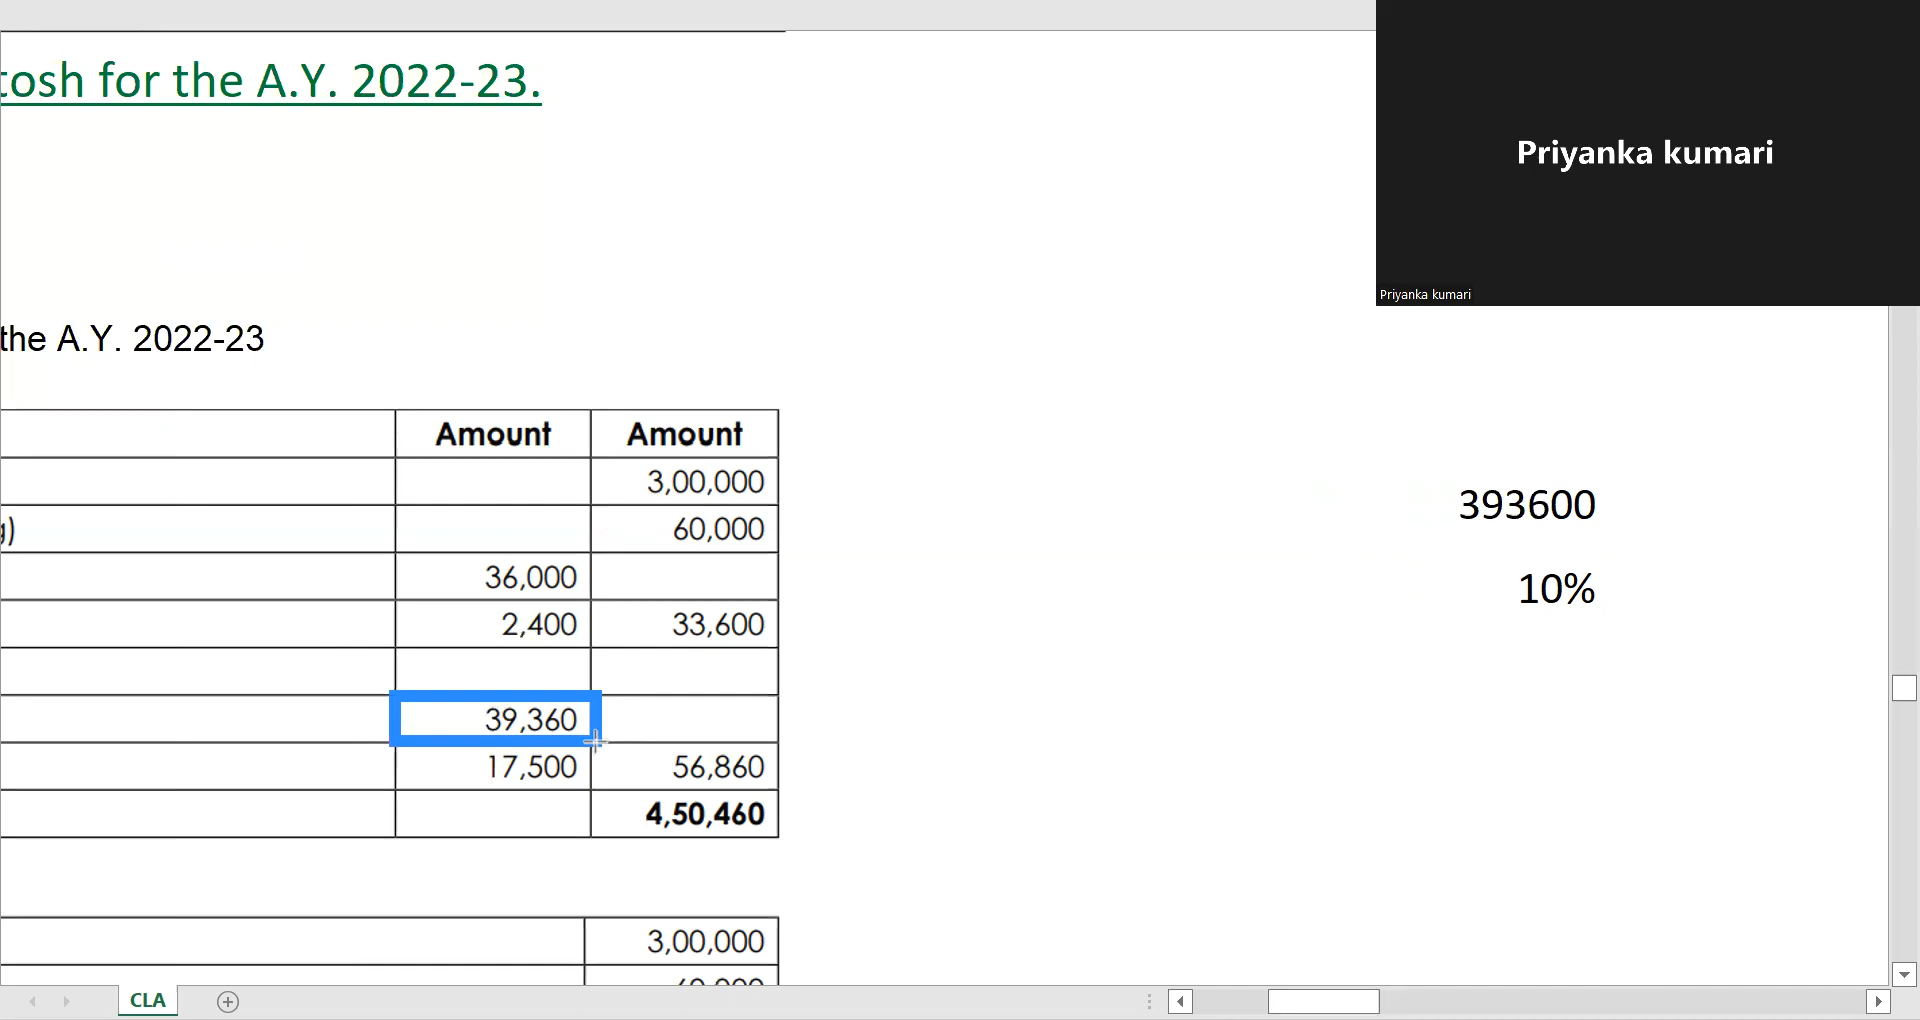 tosh for the A.Y. 2022-23.
Priyanka kumari
Priyanka kumari
the A.Y. 2022-23
Amount Amount
3,00,000
60,000
36,000
2,400 33,600
39,360
17,500 56,860
4,50,460
393600
10%
3,00,000
CLA